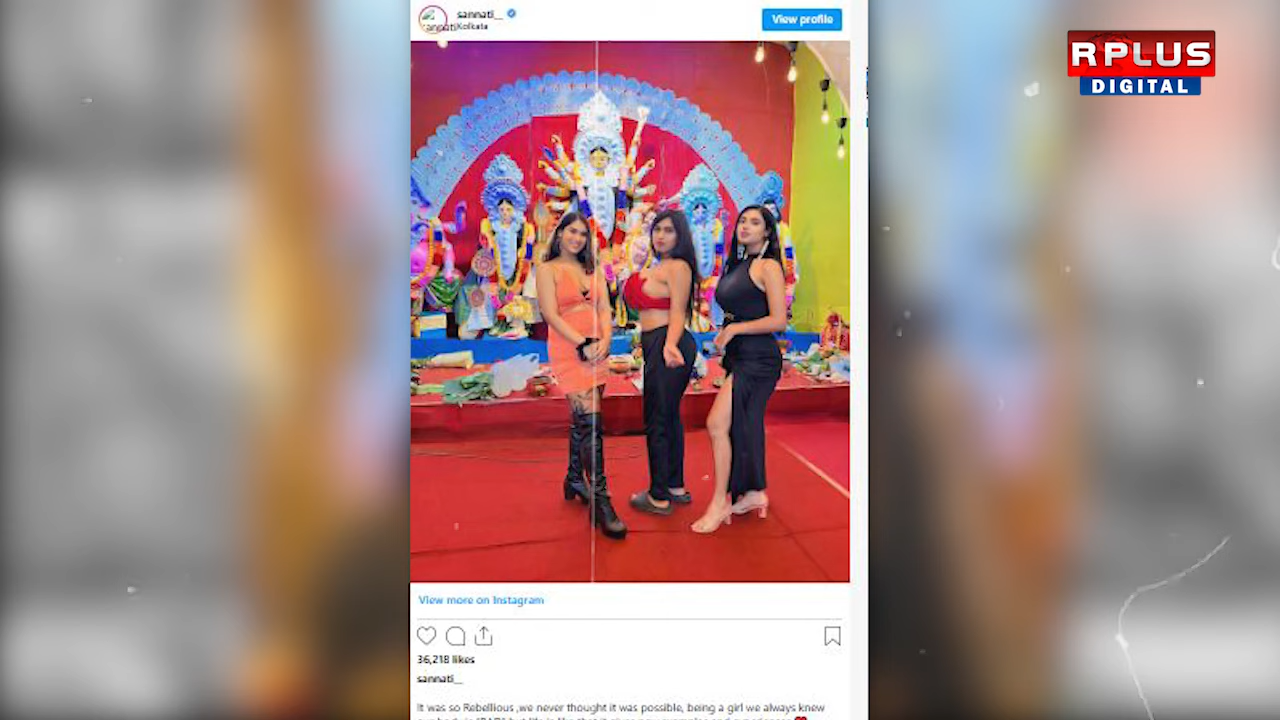 sannati__
Kolkata
View profile
RPLUS
DIGITAL
View more on Instagram
36,218 likes
sannati__
It was so Rebellious ,we never thought it was possible, being a girl we always knew